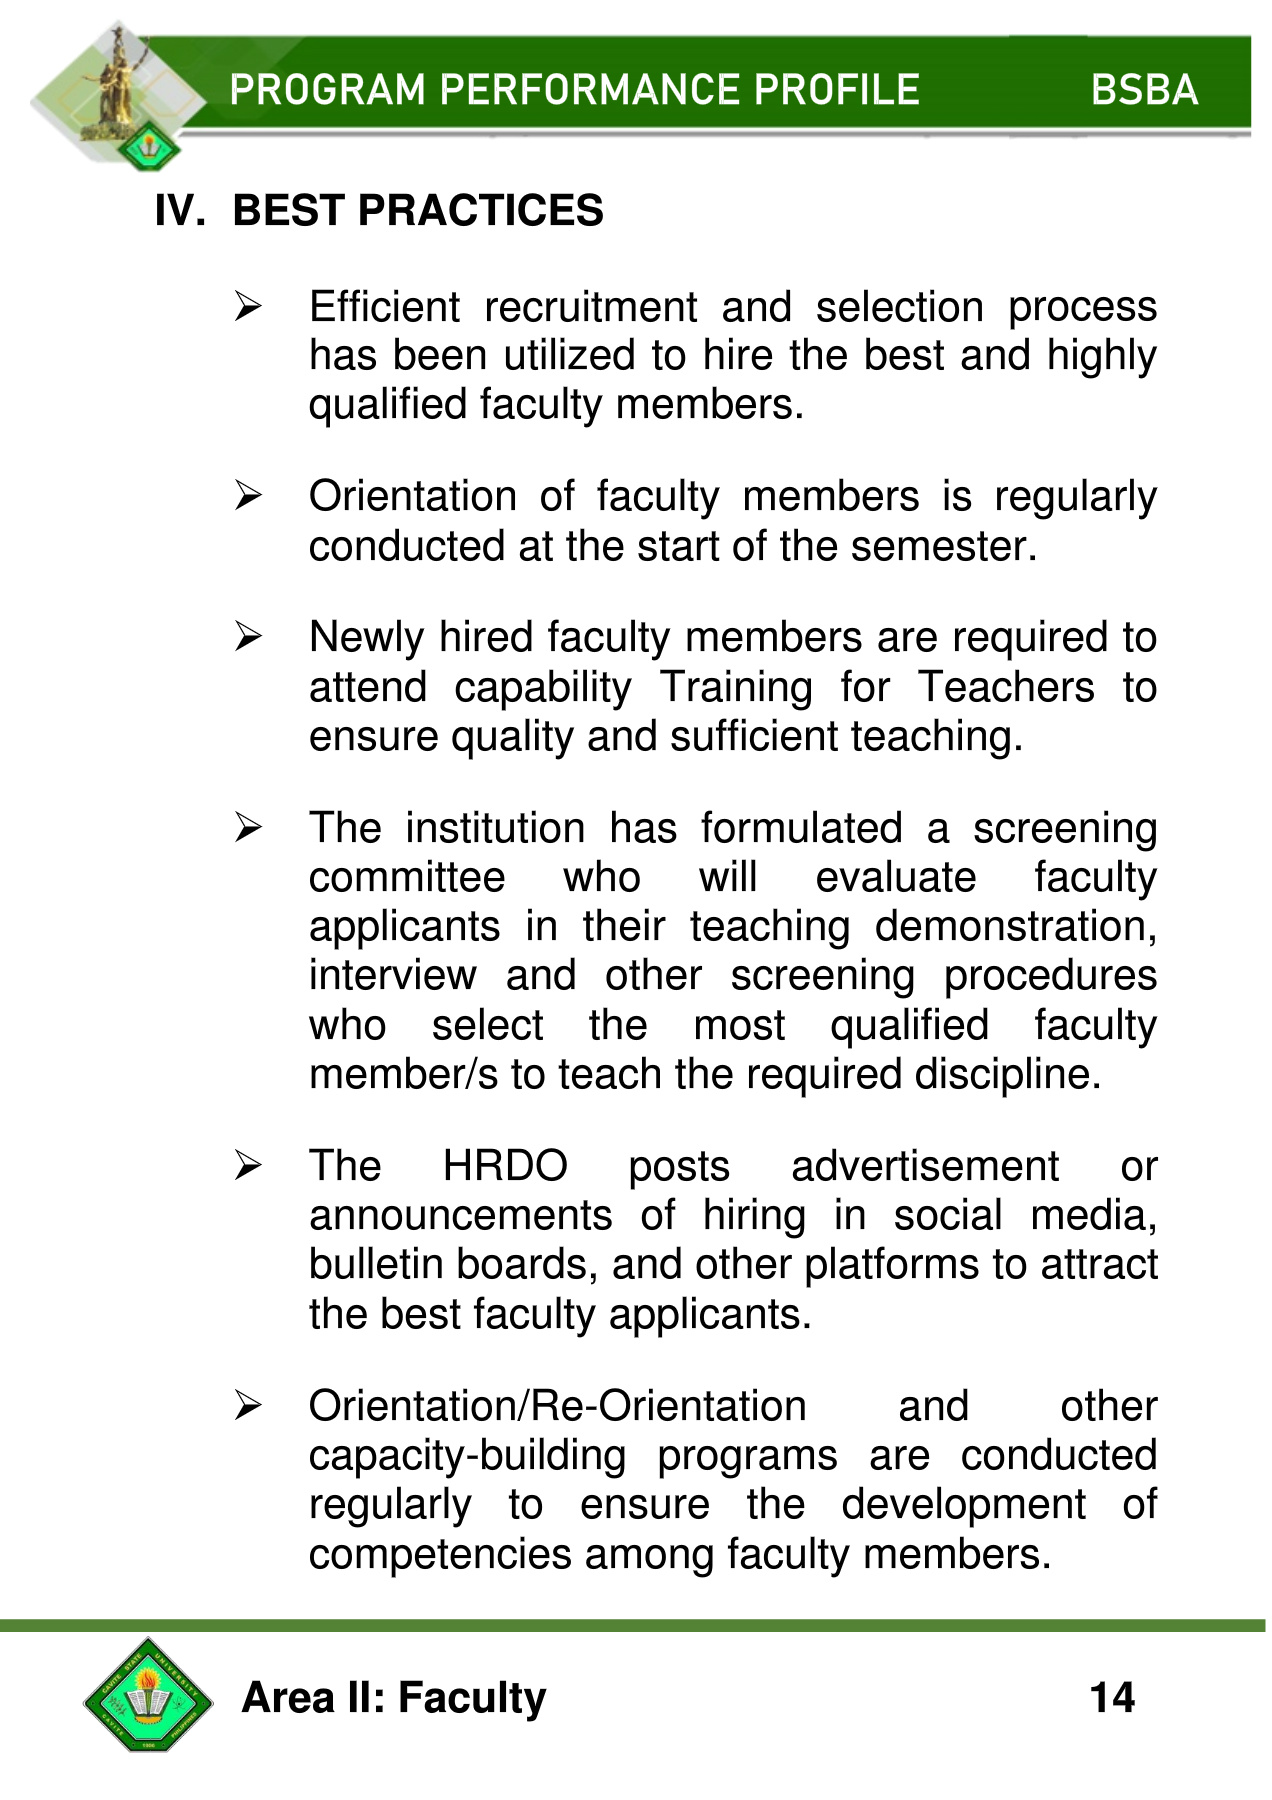 PROGRAM PERFORMANCE PROFILE BSBA
IV. BEST PRACTICES
➢ Efficient recruitment and selection process
has been utilized to hire the best and highly
qualified faculty members.
➢ Orientation of faculty members is regularly
conducted at the start of the semester.
➢ Newly hired faculty members are required to
attend capability Training for Teachers to
ensure quality and sufficient teaching.
➢ The institution has formulated a screening
committee who will evaluate faculty
applicants in their teaching demonstration,
interview and other screening procedures
who select the most qualified faculty
member/s to teach the required discipline.
➢ The HRDO posts advertisement or
announcements of hiring in social media,
bulletin boards, and other platforms to attract
the best faculty applicants.
➢ Orientation/Re-Orientation and other
capacity-building programs are conducted
regularly to ensure the development of
competencies among faculty members.
CAVITE STATE UNIVERSITY
CAVITE PHILIPPINES
1906
Area II: Faculty 14